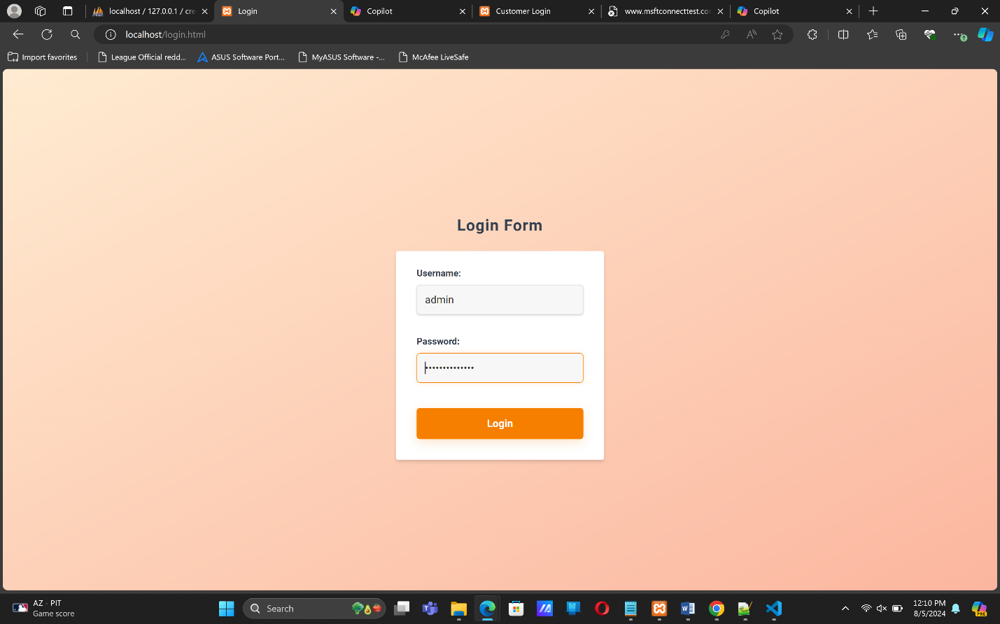 localhost / 127.0.0.1 / cre
Login
Copilot
Customer Login
www.msftconnecttest.cor
Copilot
localhost/login.html
Import favorites
League Official redd...
ASUS Software Port...
MyASUS Software -...
McAfee LiveSafe
Login Form
Username:
admin
Password:
••••••••••••••
Login
AZ - PIT
Game score
Search
12:10 PM
8/5/2024
PRE